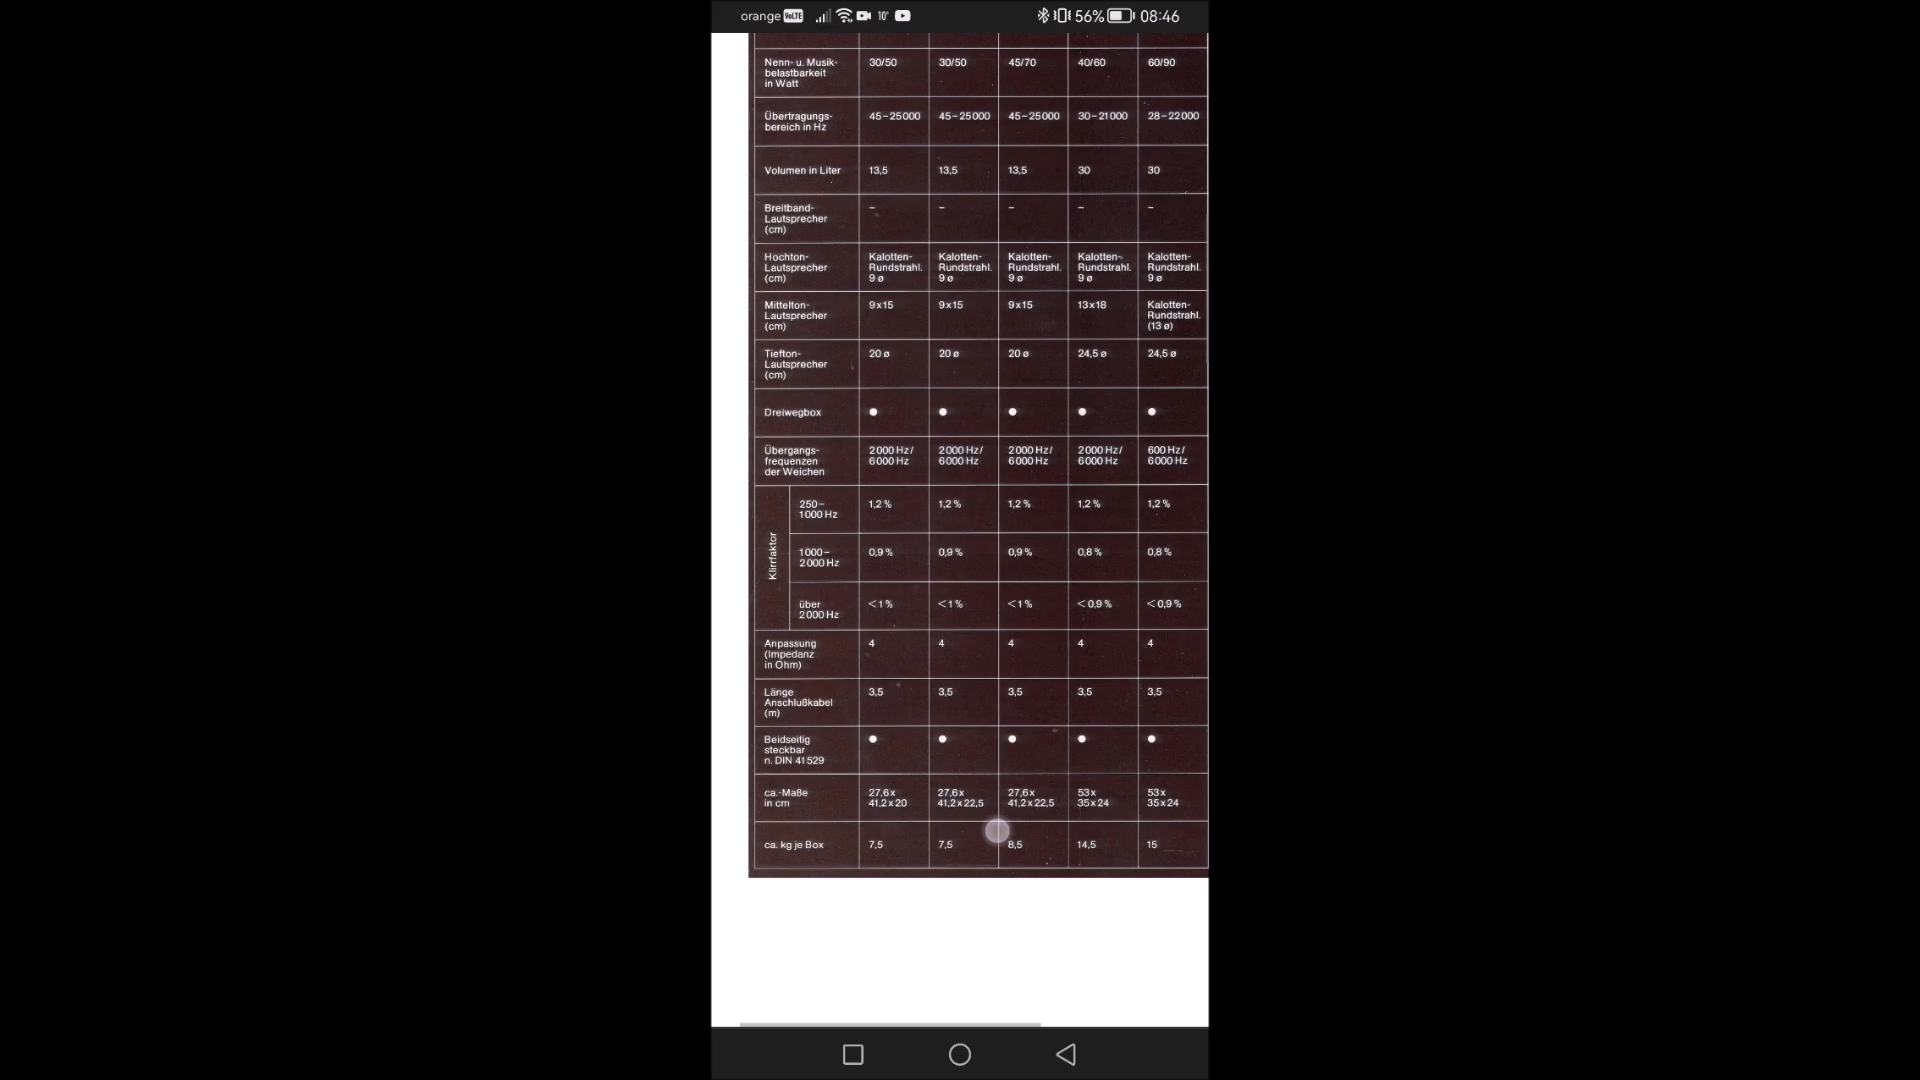 orange VoLTE 10° 56% 08:46
Nenn- u. Musik-
belastbarkeit
in Watt
30/50 30/50 45/70 40/60 60/90
Übertragungs-
bereich in Hz
45–25000 45–25000 45–25000 30–21000 28–22000
Volumen in Liter 13,5 13,5 13,5 30 30
Breitband-
Lautsprecher
(cm)
– – – – –
Hochton-
Lautsprecher
(cm)
Kalotten- Kalotten- Kalotten- Kalotten- Kalotten-
Rundstrahl. Rundstrahl. Rundstrahl. Rundstrahl. Rundstrahl.
9 ø 9 ø 9 ø 9 ø 9 ø
Mittelton-
Lautsprecher
(cm)
9x15 9x15 9x15 13x18 Kalotten-
Rundstrahl.
(13 ø)
Tiefton-
Lautsprecher
(cm)
20 ø 20 ø 20 ø 24,5 ø 24,5 ø
Dreiwegbox ● ● ● ● ●
Übergangs-
frequenzen
der Weichen
2000 Hz/ 2000 Hz/ 2000 Hz/ 2000 Hz/ 600 Hz/
6000 Hz 6000 Hz 6000 Hz 6000 Hz 6000 Hz
Klirrfaktor
250–
1000 Hz
1,2 % 1,2 % 1,2 % 1,2 % 1,2 %
1000–
2000 Hz
0,9 % 0,9 % 0,9 % 0,8 % 0,8 %
über
2000 Hz
<1 % <1 % <1 % <0,9 % <0,9 %
Anpassung
(Impedanz
in Ohm)
4 4 4 4 4
Länge
Anschlußkabel
(m)
3,5 3,5 3,5 3,5 3,5
Beidseitig
steckbar
n. DIN 41529
● ● ● ● ●
ca.-Maße
in cm
27,6x 27,6x 27,6x 53x 53x
41,2x20 41,2x22,5 41,2x22,5 35x24 35x24
ca. kg je Box 7,5 7,5 8,5 14,5 15